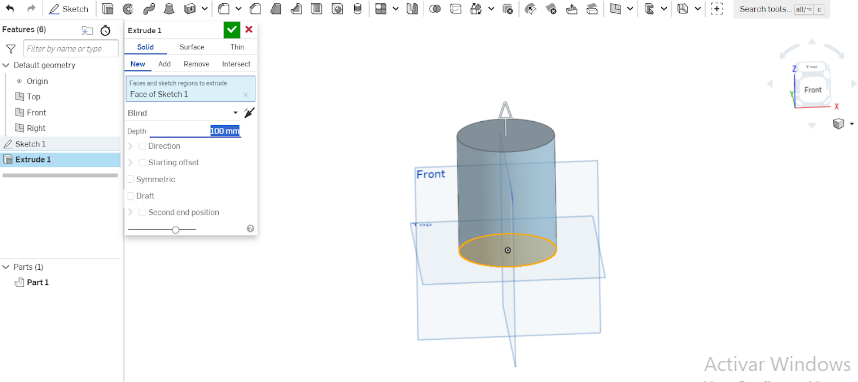 Sketch
Search tools... alt/⌥ c
Features (6)
Filter by name or type
Default geometry
Origin
Top
Front
Right
Sketch 1
Extrude 1
Parts (1)
Part 1
Extrude 1
Solid Surface Thin
New Add Remove Intersect
Faces and sketch regions to extrude
Face of Sketch 1
Blind
Depth 100 mm
Direction
Starting offset
Symmetric
Draft
Second end position
Front
Top
Z
Top
Front
Y
X
Activar Windows